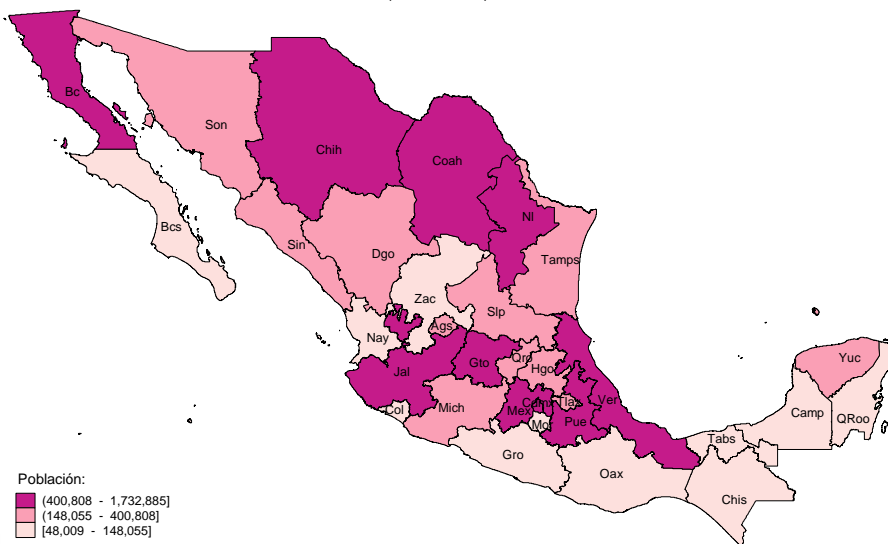 Bc
Son
Chih
Coah
Nl
Bcs
Sin
Dgo
Tamps
Zac
Slp
Nay
Ags
Jal
Gto
Qro
Hgo
Yuc
Col
Mich
Mex
Cdmx
Tlax
Ver
Mor
Pue
Camp
QRoo
Gro
Oax
Tabs
Chis
Población:
(400,808 - 1,732,885]
(148,055 - 400,808]
[48,009 - 148,055]